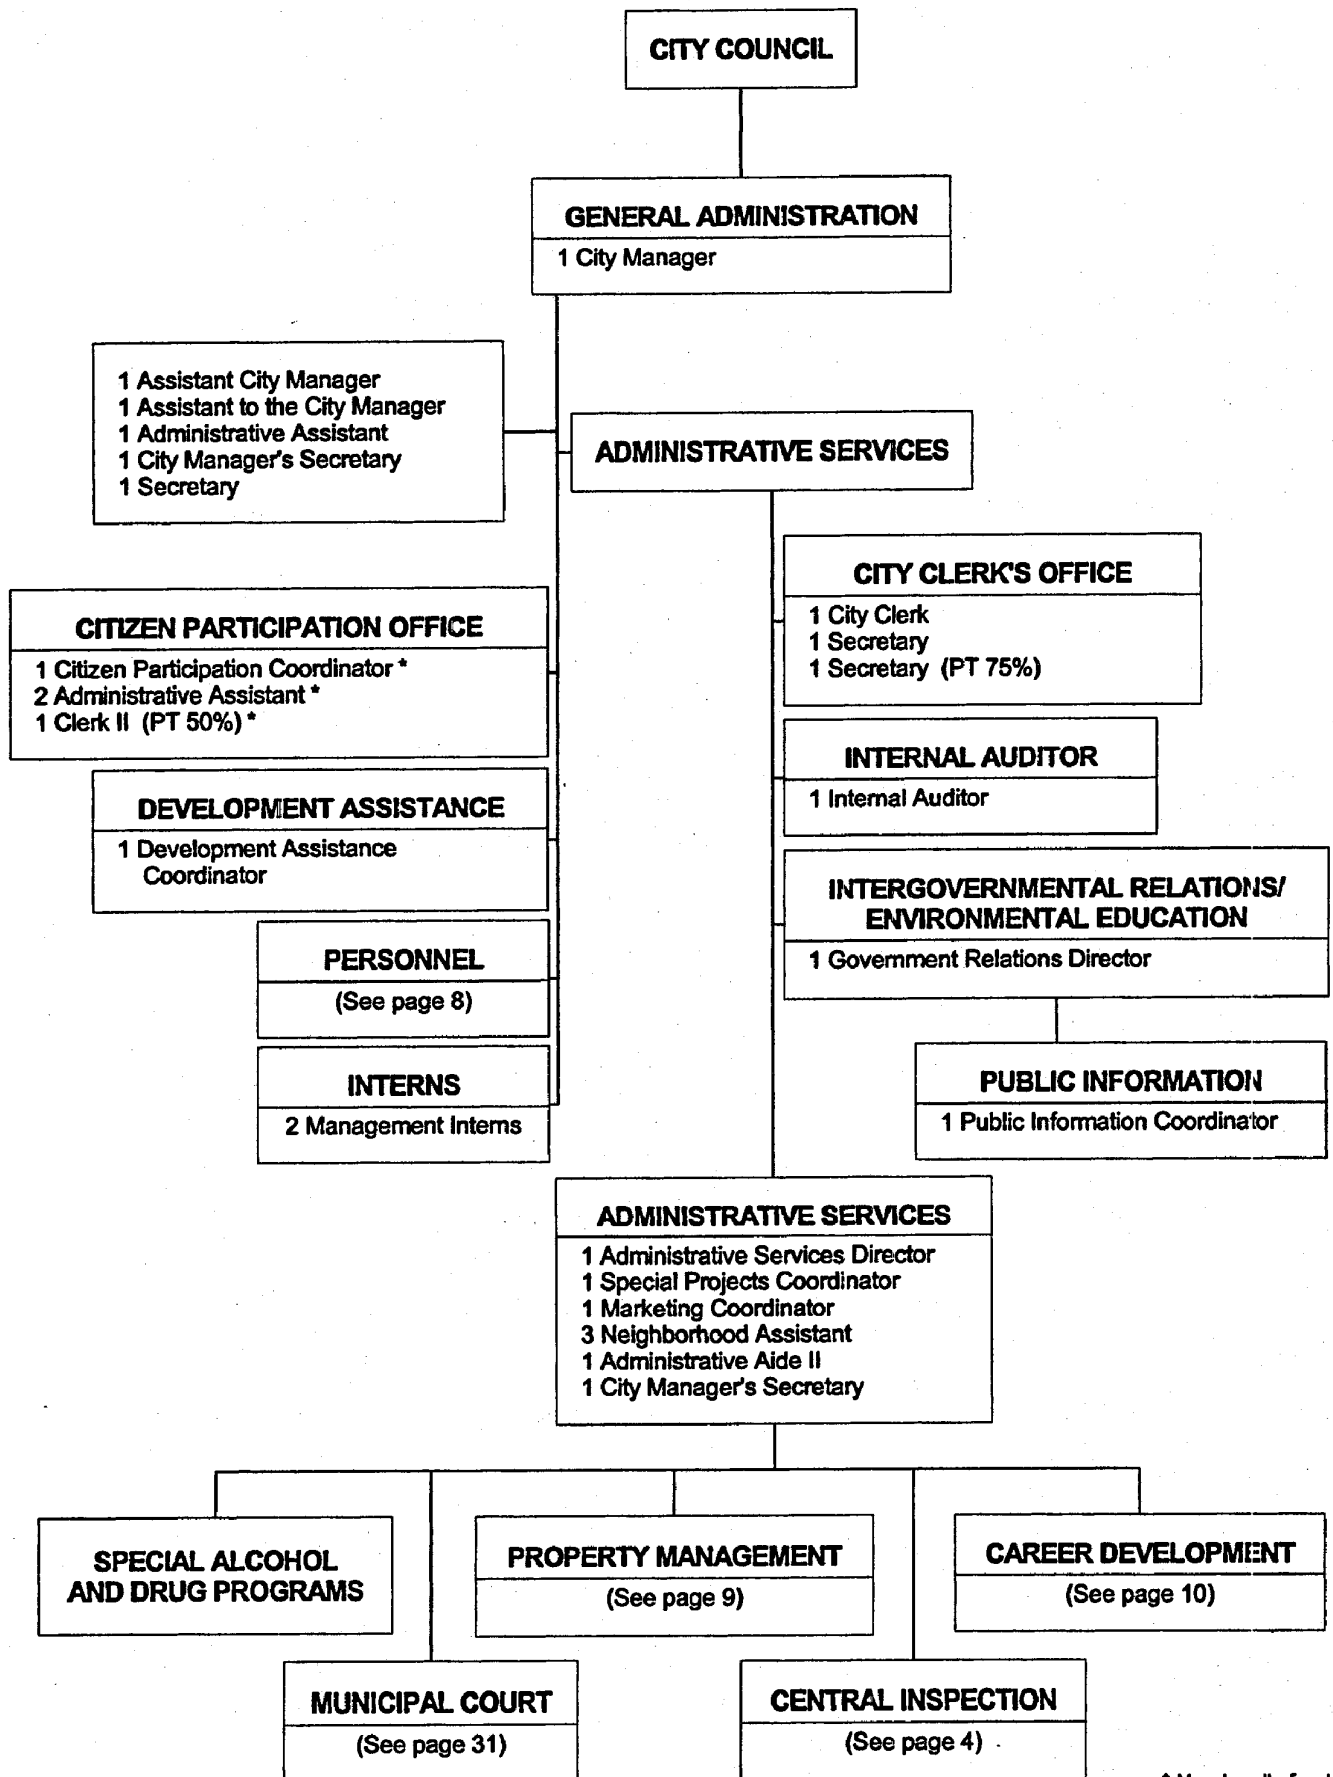 CITY COUNCIL
GENERAL ADMINISTRATION
1 City Manager
1 Assistant City Manager
1 Assistant to the City Manager
1 Administrative Assistant
1 City Manager's Secretary
1 Secretary
ADMINISTRATIVE SERVICES
CITY CLERK'S OFFICE
1 City Clerk
1 Secretary
1 Secretary (PT 75%)
CITIZEN PARTICIPATION OFFICE
1 Citizen Participation Coordinator *
2 Administrative Assistant *
1 Clerk II (PT 50%) *
INTERNAL AUDITOR
1 Internal Auditor
DEVELOPMENT ASSISTANCE
1 Development Assistance
Coordinator
INTERGOVERNMENTAL RELATIONS/
ENVIRONMENTAL EDUCATION
1 Government Relations Director
PERSONNEL
(See page 8)
PUBLIC INFORMATION
1 Public Information Coordinator
INTERNS
2 Management Interns
ADMINISTRATIVE SERVICES
1 Administrative Services Director
1 Special Projects Coordinator
1 Marketing Coordinator
3 Neighborhood Assistant
1 Administrative Aide II
1 City Manager's Secretary
SPECIAL ALCOHOL
AND DRUG PROGRAMS
PROPERTY MANAGEMENT
(See page 9)
CAREER DEVELOPMENT
(See page 10)
MUNICIPAL COURT
(See page 31)
CENTRAL INSPECTION
(See page 4)